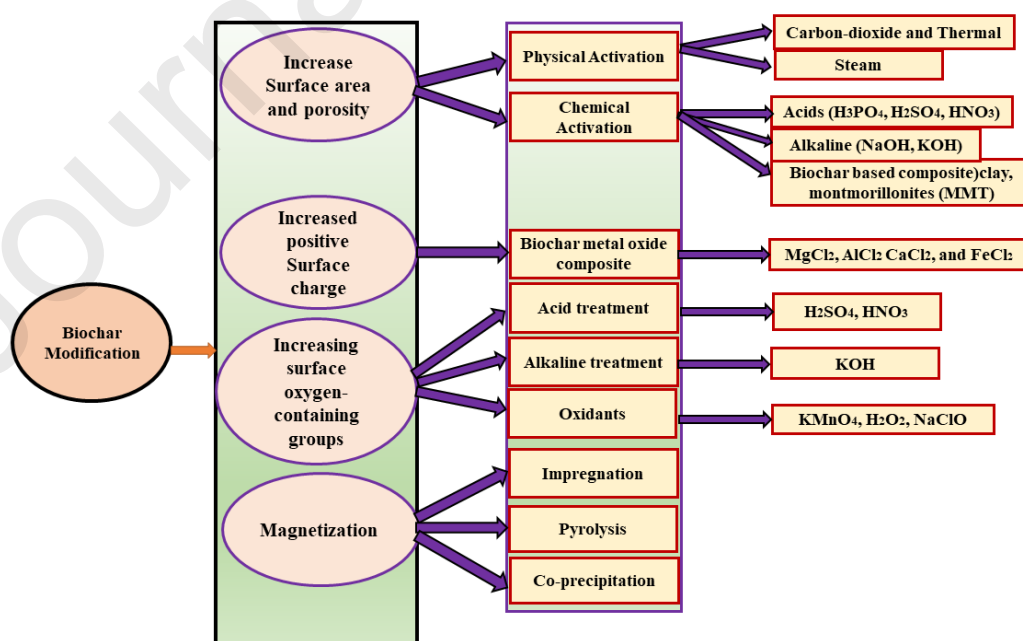 Biochar
Modification
Increase
Surface area
and porosity
Increased
positive
Surface
charge
Increasing
surface
oxygen-
containing
groups
Magnetization
Physical Activation
Chemical
Activation
Biochar metal oxide
composite
Acid treatment
Alkaline treatment
Oxidants
Impregnation
Pyrolysis
Co-precipitation
Carbon-dioxide and Thermal
Steam
Acids (H3PO4, H2SO4, HNO3)
Alkaline (NaOH, KOH)
Biochar based composite)clay,
montmorillonites (MMT)
MgCl2, AlCl2 CaCl2, and FeCl2
H2SO4, HNO3
KOH
KMnO4, H2O2, NaClO